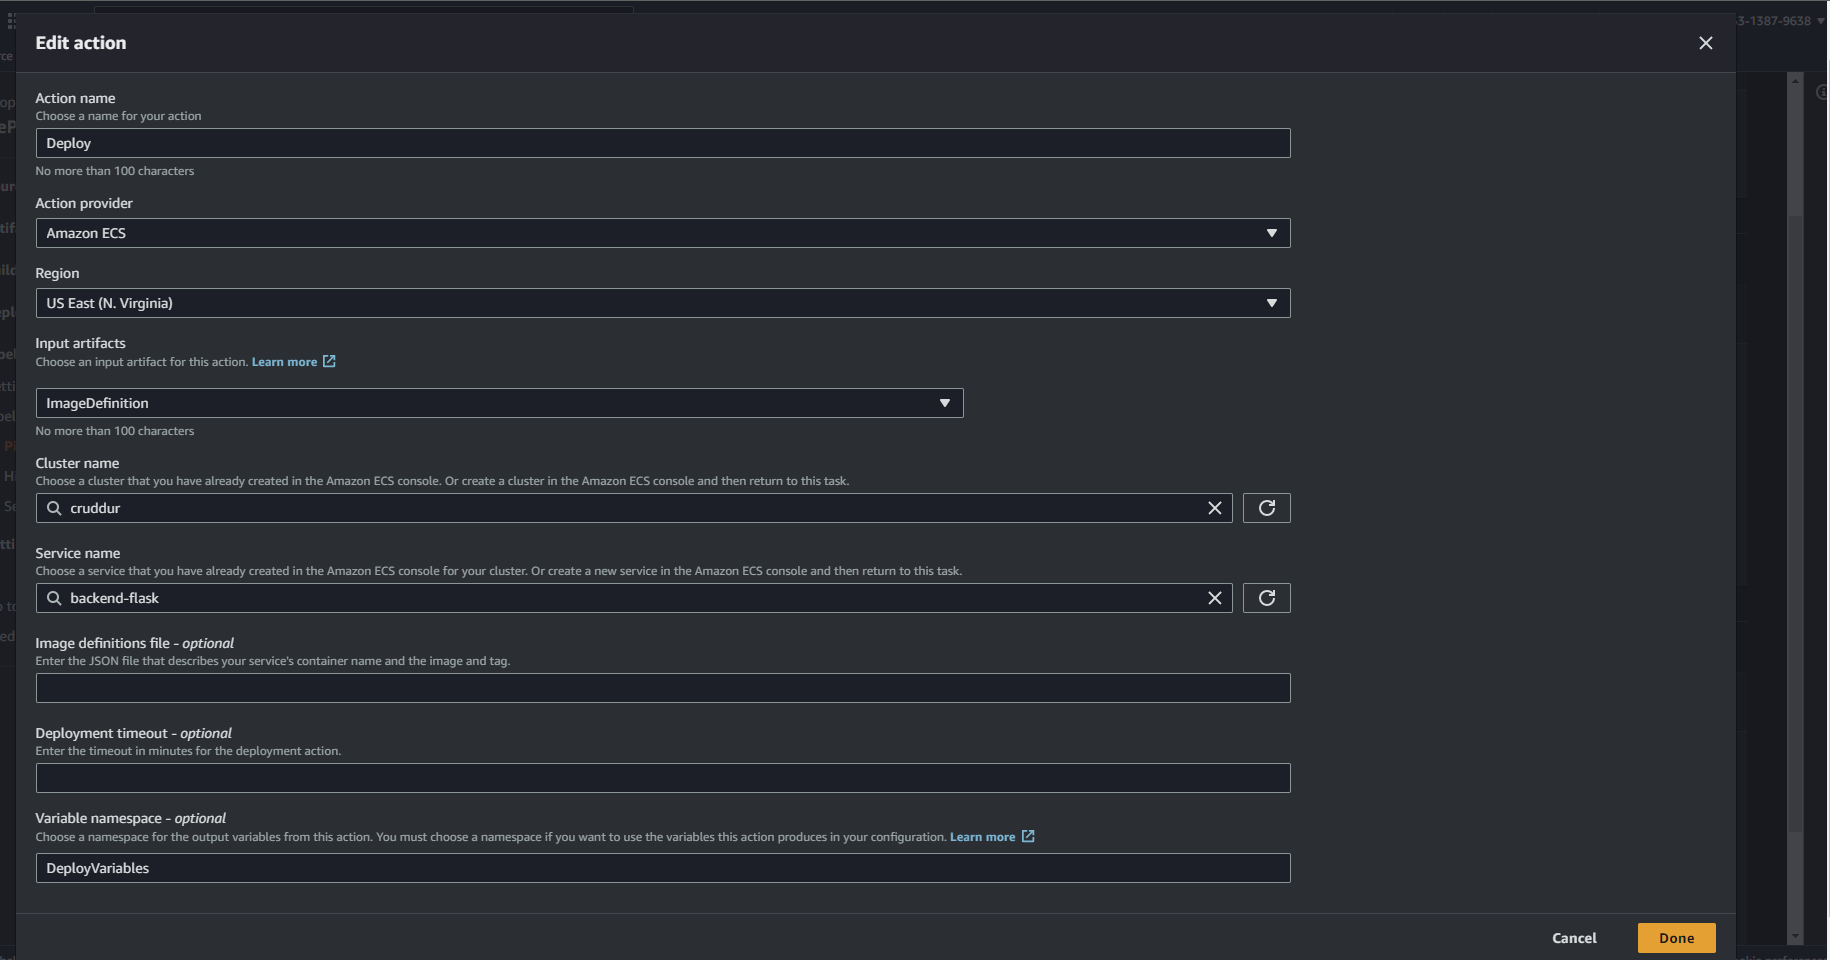 3-1387-9638
Edit action
Action name
Choose a name for your action
Deploy
No more than 100 characters
Action provider
Amazon ECS
Region
US East (N. Virginia)
Input artifacts
Choose an input artifact for this action. Learn more
ImageDefinition
No more than 100 characters
Cluster name
Choose a cluster that you have already created in the Amazon ECS console. Or create a cluster in the Amazon ECS console and then return to this task.
cruddur
Service name
Choose a service that you have already created in the Amazon ECS console for your cluster. Or create a new service in the Amazon ECS console and then return to this task.
backend-flask
Image definitions file - optional
Enter the JSON file that describes your service's container name and the image and tag.
Deployment timeout - optional
Enter the timeout in minutes for the deployment action.
Variable namespace - optional
Choose a namespace for the output variables from this action. You must choose a namespace if you want to use the variables this action produces in your configuration. Learn more
DeployVariables
Cancel
Done